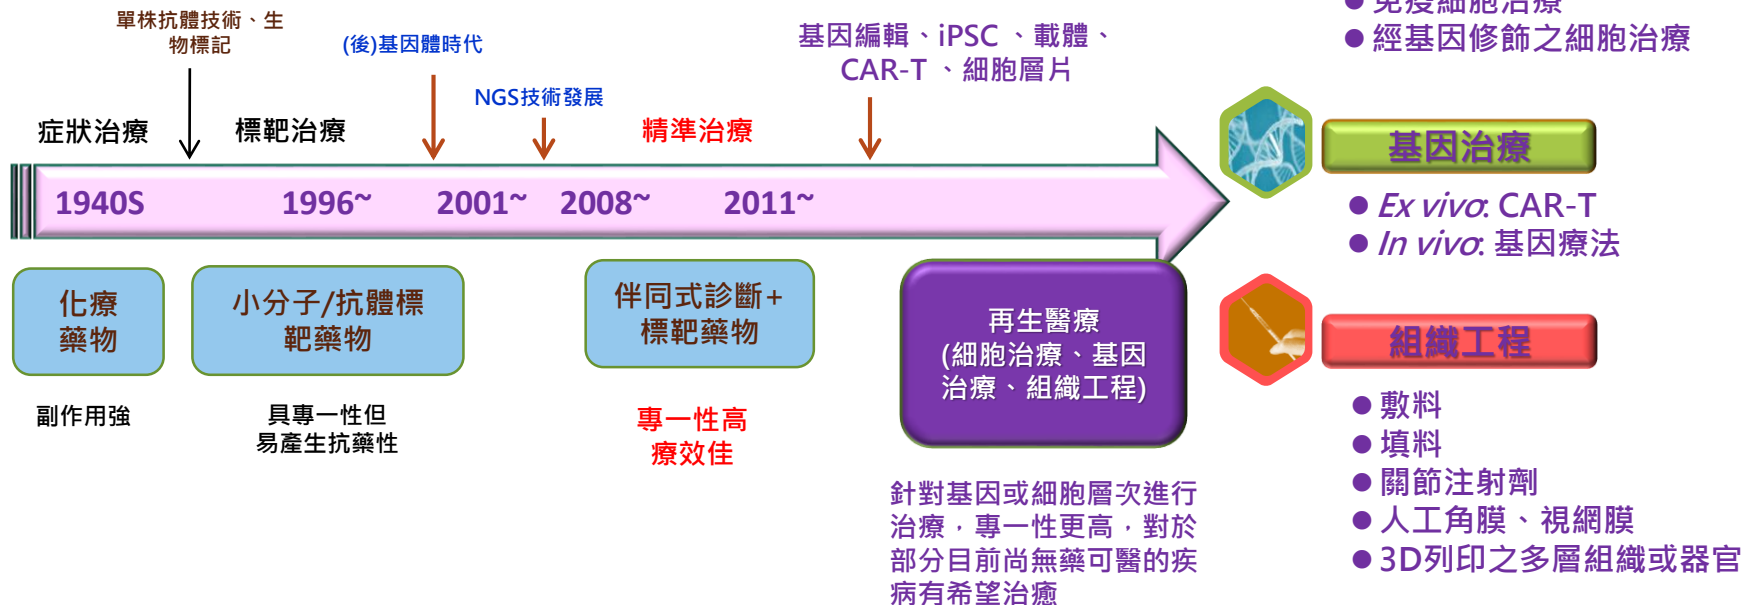 單株抗體技術、生
物標記
(後)基因體時代
NGS技術發展
基因編輯、iPSC 、載體、
CAR-T 、細胞層片
症狀治療
標靶治療
精準治療
1940S
1996~
2001~
2008~
2011~
化療
藥物
小分子/抗體標
靶藥物
伴同式診斷+
標靶藥物
再生醫療
(細胞治療、基因
治療、組織工程)
副作用強
具專一性但
易產生抗藥性
專一性高
療效佳
針對基因或細胞層次進行
治療，專一性更高，對於
部分目前尚無藥可醫的疾
病有希望治癒
●免疫細胞治療
●經基因修飾之細胞治療
基因治療
●Ex vivo: CAR-T
●In vivo: 基因療法
組織工程
●敷料
●填料
●關節注射劑
●人工角膜、視網膜
●3D列印之多層組織或器官